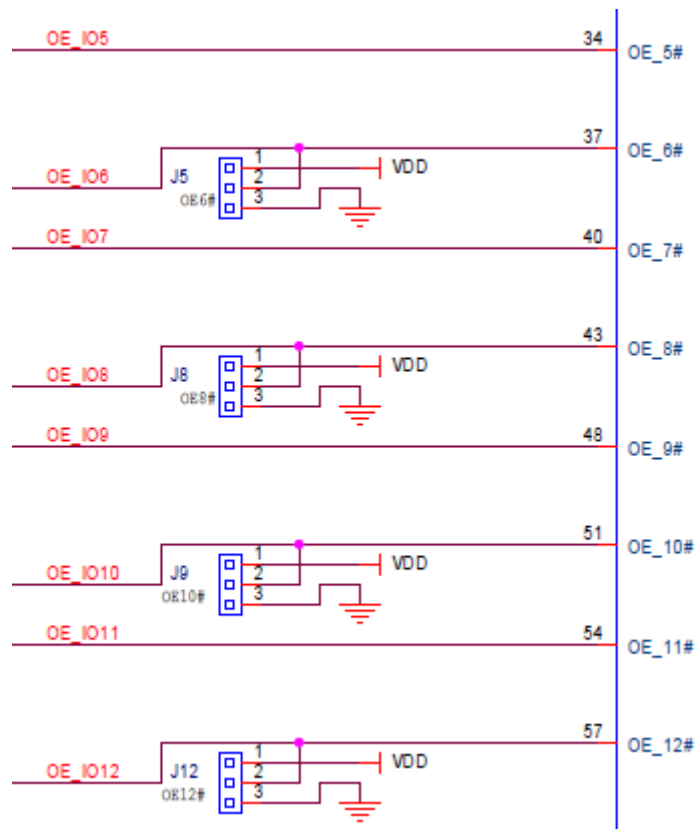 OE_IO5 34 OE_5#
37 OE_6#
1 VDD
OE_IO6 J5 2
OE6# 3
OE_IO7 40 OE_7#
43 OE_8#
1 VDD
OE_IO8 J8 2
OE8# 3
OE_IO9 48 OE_9#
51 OE_10#
1 VDD
OE_IO10 J9 2
OE10# 3
OE_IO11 54 OE_11#
57 OE_12#
1 VDD
OE_IO12 J12 2
OE12# 3